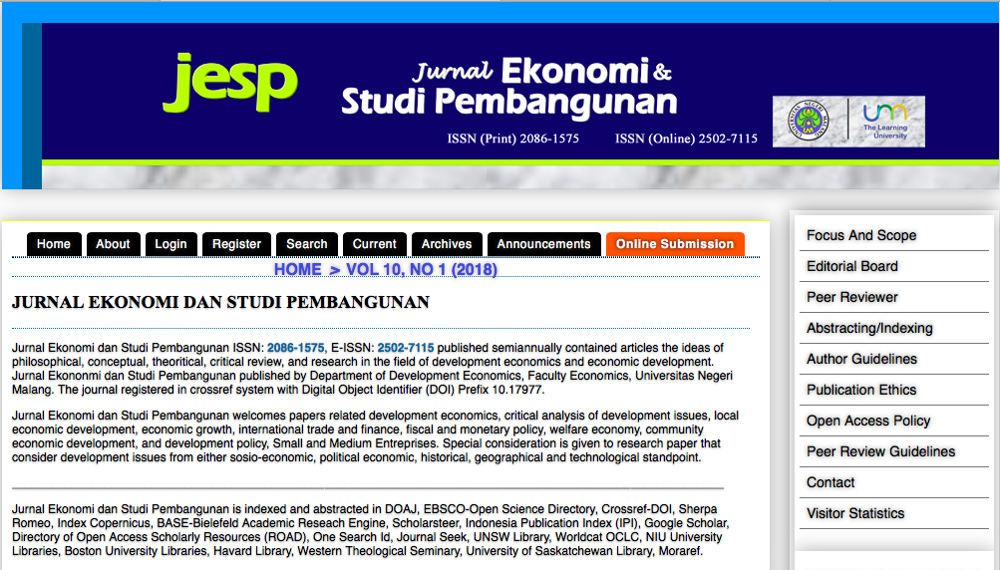 jesp
Jurnal Ekonomi &
Studi Pembangunan
ISSN (Print) 2086-1575 ISSN (Online) 2502-7115
UNIVERSITAS NEGERI MALANG
The Learning
University
Home About Login Register Search Current Archives Announcements Online Submission
HOME > VOL 10, NO 1 (2018)
JURNAL EKONOMI DAN STUDI PEMBANGUNAN
Jurnal Ekonomi dan Studi Pembangunan ISSN: 2086-1575, E-ISSN: 2502-7115 published semiannually contained articles the ideas of
philosophical, conceptual, theoritical, critical review, and research in the field of development economics and economic development.
Jurnal Ekononmi dan Studi Pembangunan published by Department of Development Economics, Faculty Economics, Universitas Negeri
Malang. The journal registered in crossref system with Digital Object Identifier (DOI) Prefix 10.17977.
Jurnal Ekonomi dan Studi Pembangunan welcomes papers related development economics, critical analysis of development issues, local
economic development, economic growth, international trade and finance, fiscal and monetary policy, welfare economy, community
economic development, and development policy, Small and Medium Entreprises. Special consideration is given to research paper that
consider development issues from either sosio-economic, political economic, historical, geographical and technological standpoint.
Jurnal Ekonomi dan Studi Pembangunan is indexed and abstracted in DOAJ, EBSCO-Open Science Directory, Crossref-DOI, Sherpa
Romeo, Index Copernicus, BASE-Bielefeld Academic Reseach Engine, Scholarsteer, Indonesia Publication Index (IPI), Google Scholar,
Directory of Open Access Scholarly Resources (ROAD), One Search Id, Journal Seek, UNSW Library, Worldcat OCLC, NIU University
Libraries, Boston University Libraries, Havard Library, Western Theological Seminary, University of Saskatchewan Library, Moraref.
Focus And Scope
Editorial Board
Peer Reviewer
Abstracting/Indexing
Author Guidelines
Publication Ethics
Open Access Policy
Peer Review Guidelines
Contact
Visitor Statistics